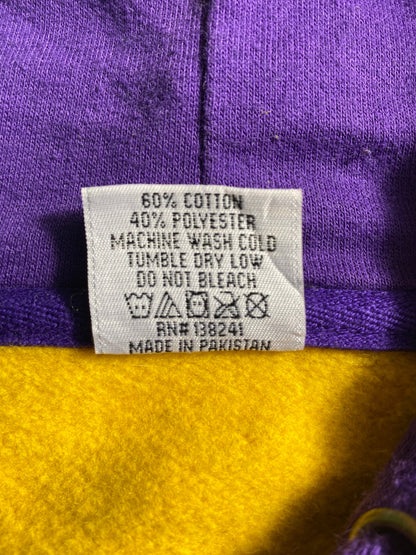 60% COTTON
40% POLYESTER
MACHINE WASH COLD
TUMBLE DRY LOW
DO NOT BLEACH
RN# 138241
MADE IN PAKISTAN